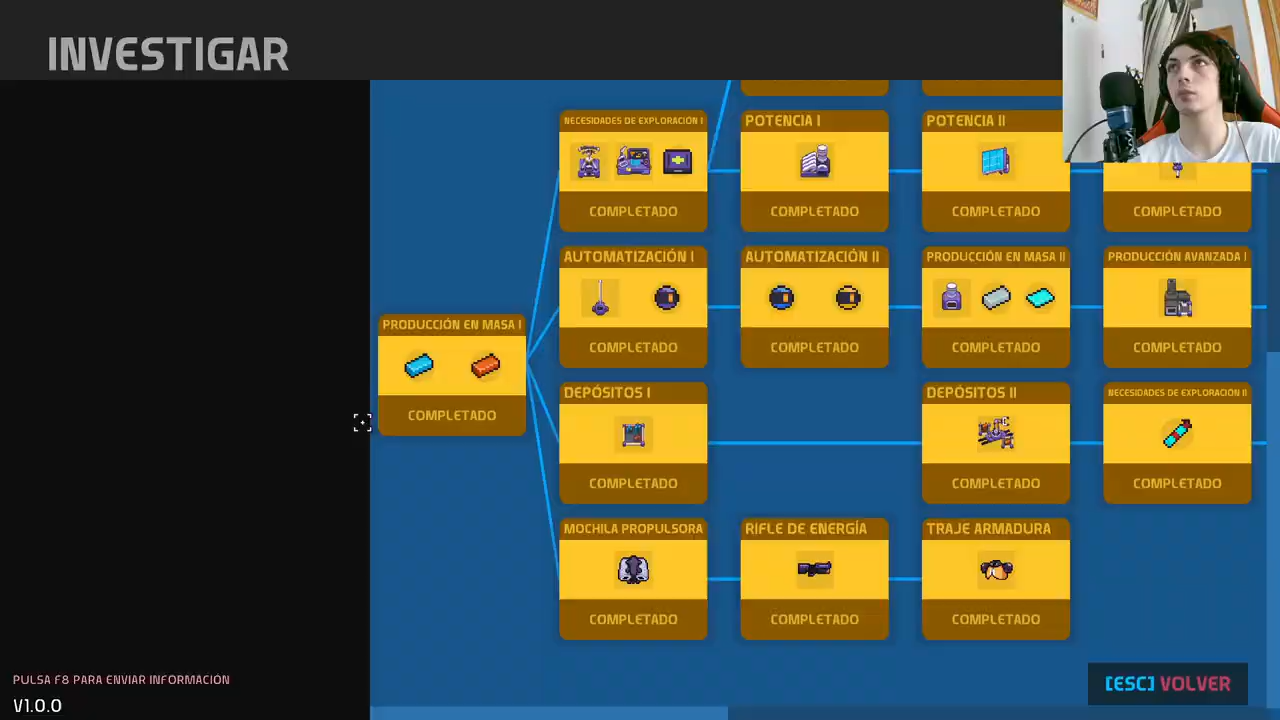 INVESTIGAR
NECESIDADES DE EXPLORACIÓN I
POTENCIA I
POTENCIA II
COMPLETADO
COMPLETADO
COMPLETADO
COMPLETADO
AUTOMATIZACIÓN I
AUTOMATIZACIÓN II
PRODUCCIÓN EN MASA II
PRODUCCIÓN AVANZADA I
COMPLETADO
COMPLETADO
COMPLETADO
COMPLETADO
PRODUCCIÓN EN MASA I
COMPLETADO
DEPÓSITOS I
DEPÓSITOS II
NECESIDADES DE EXPLORACIÓN II
COMPLETADO
COMPLETADO
COMPLETADO
MOCHILA PROPULSORA
RIFLE DE ENERGÍA
TRAJE ARMADURA
COMPLETADO
COMPLETADO
COMPLETADO
PULSA F8 PARA ENVIAR INFORMACIÓN
V1.0.0
[ESC] VOLVER